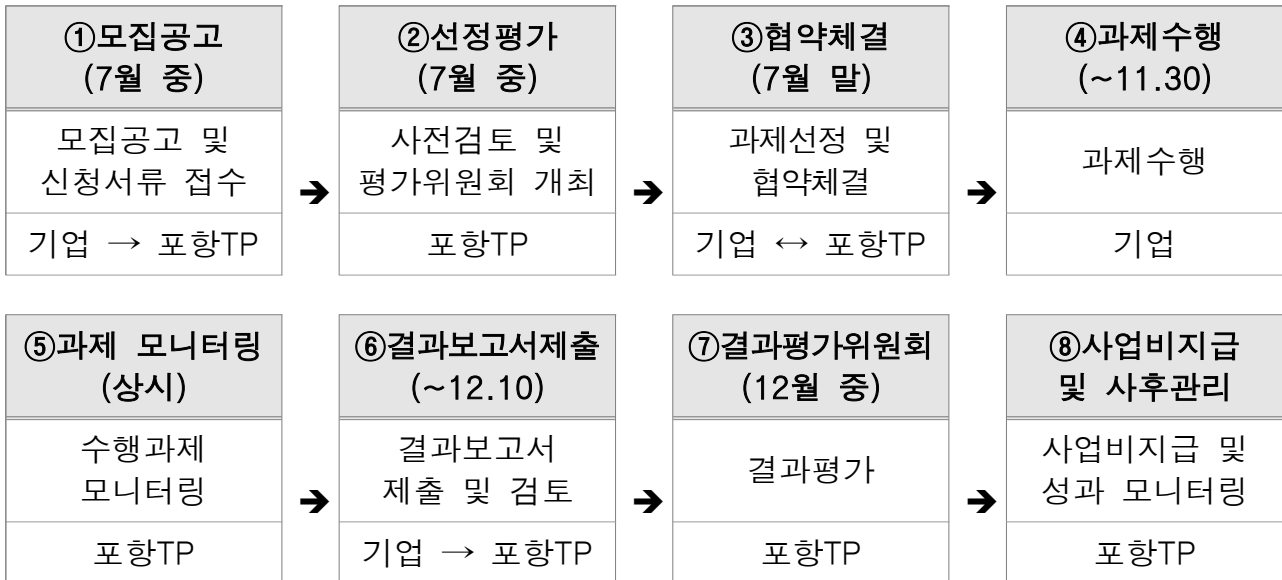 ①모집공고
(7월 중)
모집공고 및
신청서류 접수
기업 → 포항TP
➔
②선정평가
(7월 중)
사전검토 및
평가위원회 개최
포항TP
➔
③협약체결
(7월 말)
과제선정 및
협약체결
기업 ↔ 포항TP
➔
④과제수행
(~11.30)
과제수행
기업
⑤과제 모니터링
(상시)
수행과제
모니터링
포항TP
➔
⑥결과보고서제출
(~12.10)
결과보고서
제출 및 검토
기업 → 포항TP
➔
⑦결과평가위원회
(12월 중)
결과평가
포항TP
➔
⑧사업비지급
및 사후관리
사업비지급 및
성과 모니터링
포항TP